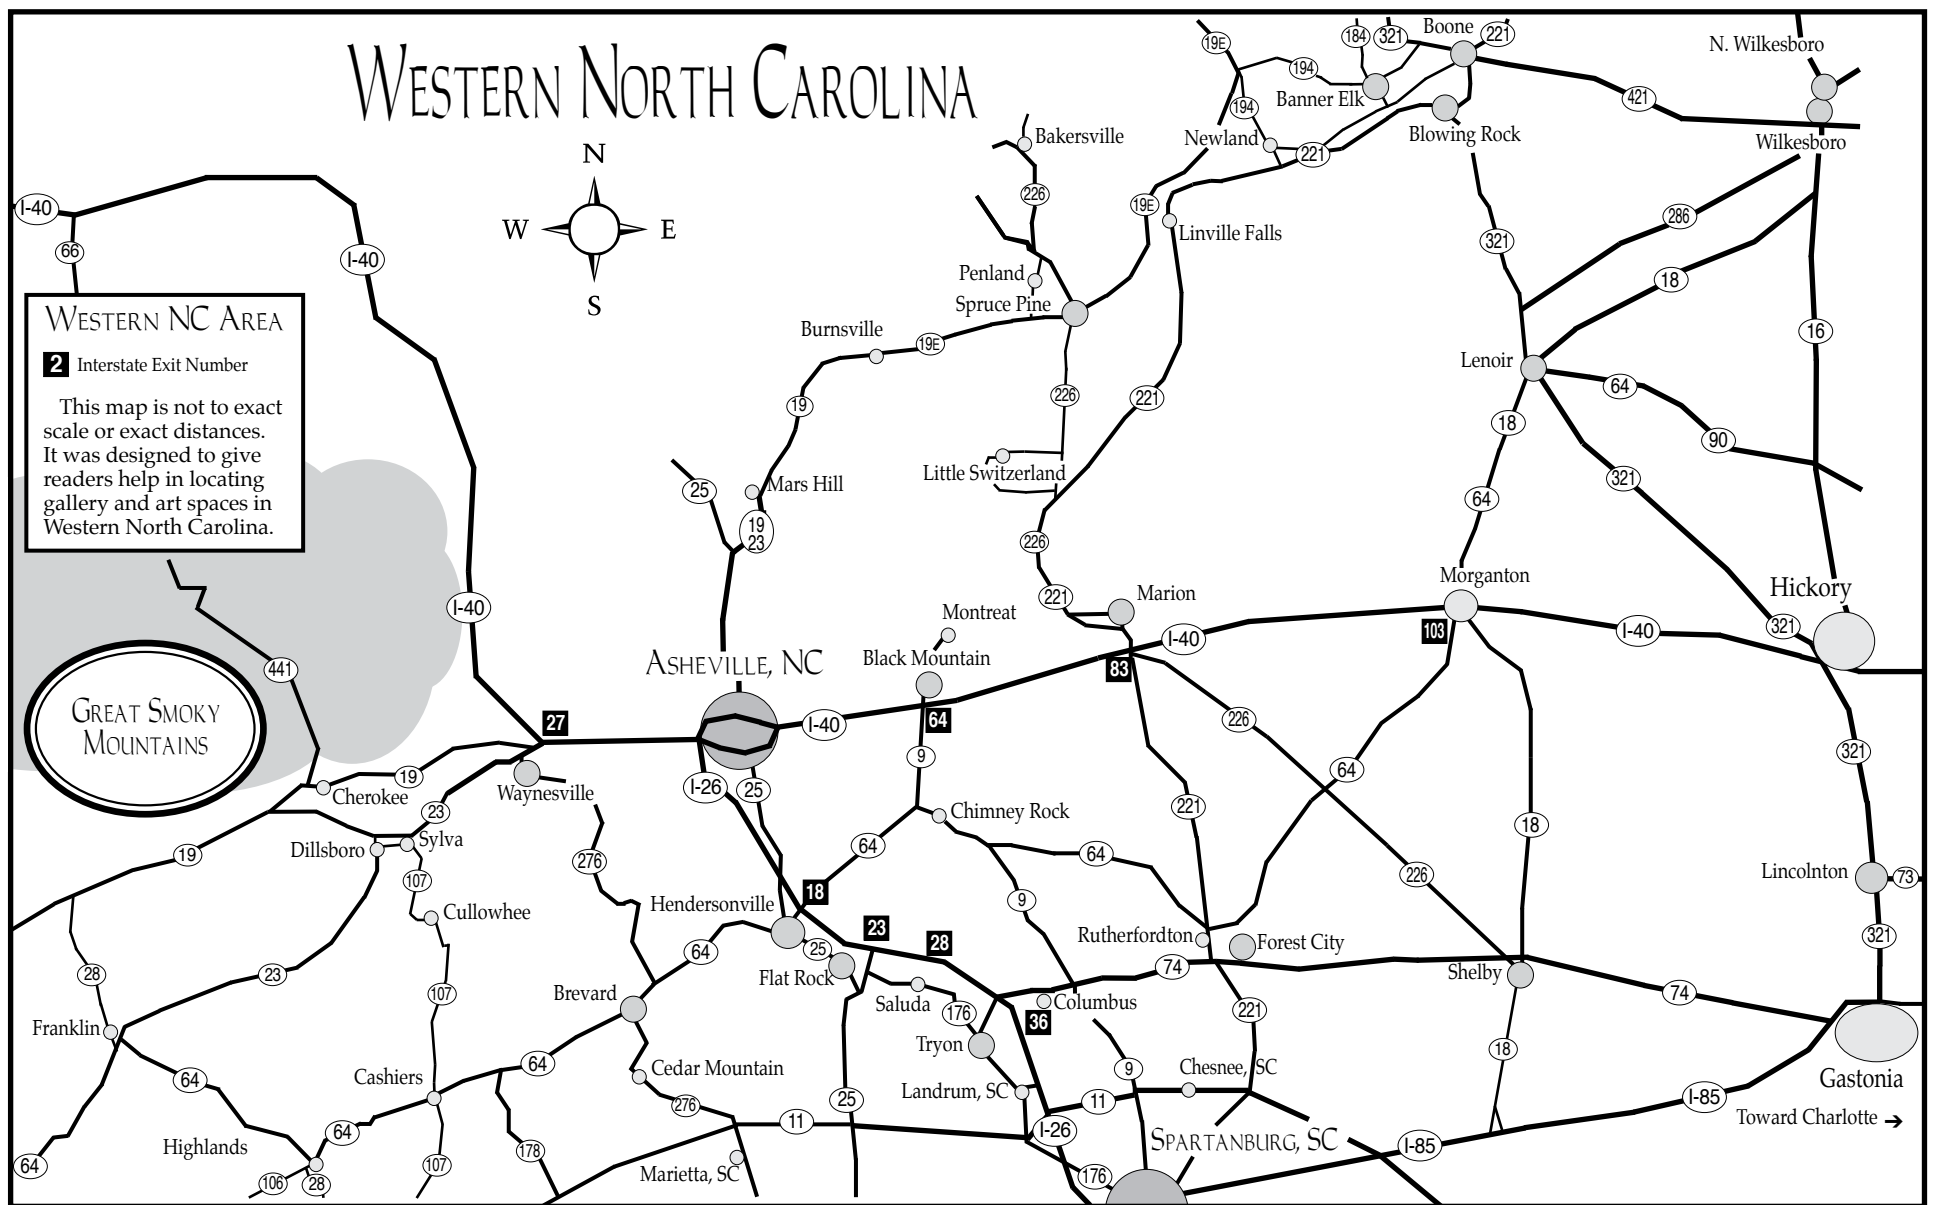 WESTERN NORTH CAROLINA
N
W
E
S
I-40
66
I-40
WESTERN NC AREA
2 Interstate Exit Number
This map is not to exact
scale or exact distances.
It was designed to give
readers help in locating
gallery and art spaces in
Western North Carolina.
GREAT SMOKY
MOUNTAINS
441
I-40
27
Cherokee
19
Waynesville
23
Sylva
Dillsboro
19
107
Cullowhee
276
28
23
107
Franklin
64
64
Highlands
106
28
64
Cashiers
107
64
178
Brevard
64
Cedar Mountain
276
11
Marietta, SC
25
ASHEVILLE, NC
25
19
23
Mars Hill
19
Burnsville
19E
Spruce Pine
Penland
226
Bakersville
226
Little Switzerland
226
221
221
Marion
Montreat
Black Mountain
I-40
64
9
I-26
25
Chimney Rock
64
18
Hendersonville
25
Flat Rock
23
28
Saluda
176
Tryon
Landrum, SC
36
Columbus
9
64
74
Rutherfordton
Forest City
221
221
9
Chesnee, SC
11
I-26
176
SPARTANBURG, SC
I-85
I-85
Toward Charlotte ➔
Gastonia
83
I-40
226
64
226
103
Morganton
18
Shelby
18
74
I-40
Hickory
321
321
Lincolnton
73
321
19E
194
194
184
321
Boone
221
Banner Elk
Newland
221
Blowing Rock
19E
Linville Falls
421
N. Wilkesboro
Wilkesboro
286
321
18
16
Lenoir
64
90
18
321
64